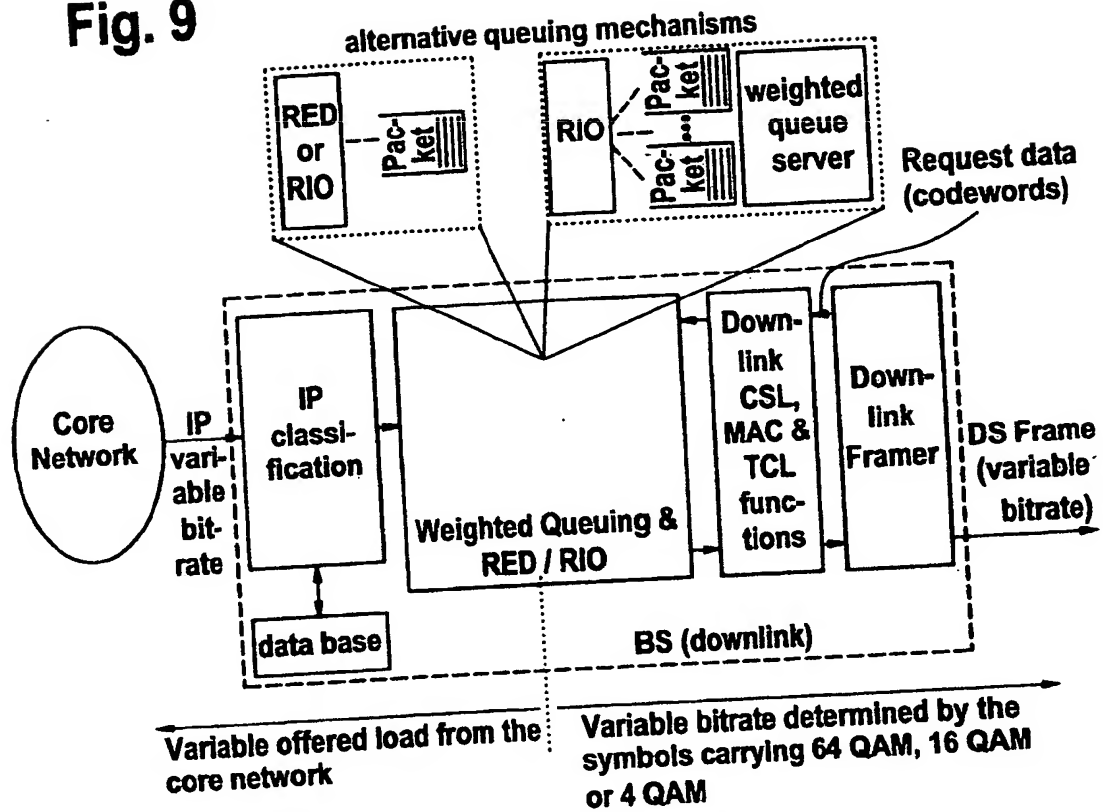 Fig. 9
alternative queuing mechanisms
RED
or
RIO
Pac-
ket
RIO
Pac-
ket
Pac-
ket
weighted
queue
server
Request data
(codewords)
Core
Network
IP
vari-
able
bit-
rate
IP
classi-
fication
data base
Weighted Queuing &
RED / RIO
Down-
link
CSL,
MAC &
TCL
func-
tions
Down-
link
Framer
DS Frame
(variable
bitrate)
BS (downlink)
Variable offered load from the
core network
Variable bitrate determined by the
symbols carrying 64 QAM, 16 QAM
or 4 QAM